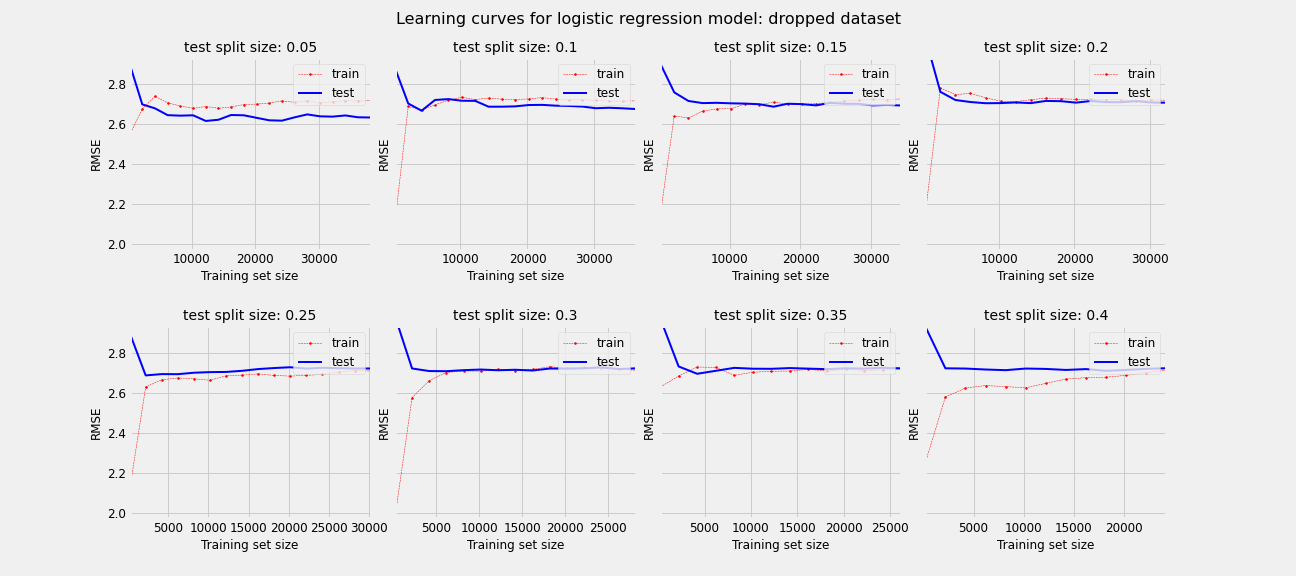 Learning curves for logistic regression model: dropped dataset
test split size: 0.05
test split size: 0.1
test split size: 0.15
test split size: 0.2
train
test
train
test
train
test
train
test
RMSE
RMSE
RMSE
RMSE
2.8
2.6
2.4
2.2
2.0
10000 20000 30000
10000 20000 30000
10000 20000 30000
10000 20000 30000
Training set size
Training set size
Training set size
Training set size
test split size: 0.25
test split size: 0.3
test split size: 0.35
test split size: 0.4
train
test
train
test
train
test
train
test
RMSE
RMSE
RMSE
RMSE
2.8
2.6
2.4
2.2
2.0
5000 10000 15000 20000 25000 30000
5000 10000 15000 20000 25000
5000 10000 15000 20000 25000
5000 10000 15000 20000
Training set size
Training set size
Training set size
Training set size